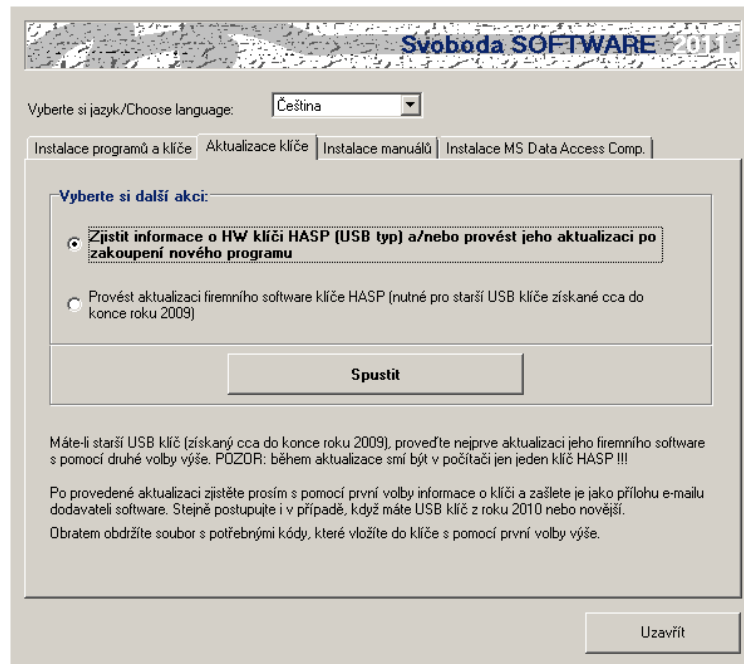 Svoboda SOFTWARE 2011
Vyberte si jazyk/Choose language: Čeština
Instalace programů a klíče Aktualizace klíče Instalace manuálů Instalace MS Data Access Comp.
Vyberte si další akci:
Zjistit informace o HW klíči HASP (USB typ) a/nebo provést jeho aktualizaci po
zakoupení nového programu
Provést aktualizaci firemního software klíče HASP (nutné pro starší USB klíče získané cca do
konce roku 2009)
Spustit
Máte-li starší USB klíč (získaný cca do konce roku 2009), proveďte nejprve aktualizaci jeho firemního software
s pomocí druhé volby výše. POZOR: během aktualizace smí být v počítači jen jeden klíč HASP !!!
Po provedené aktualizaci zjistěte prosím s pomocí první volby informace o klíči a zašlete je jako přílohu e-mailu
dodavateli software. Stejně postupujte i v případě, když máte USB klíč z roku 2010 nebo novější.
Obratem obdržíte soubor s potřebnými kódy, které vložíte do klíče s pomocí první volby výše.
Uzavřít